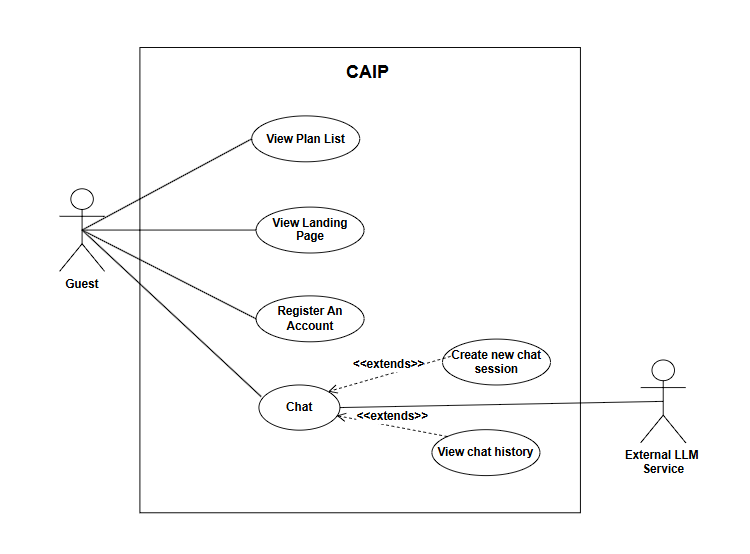 CAIP
View Plan List
View Landing
Page
Guest
Register An
Account
<<extends>>
Create new chat
session
Chat
<<extends>>
View chat history
External LLM
Service